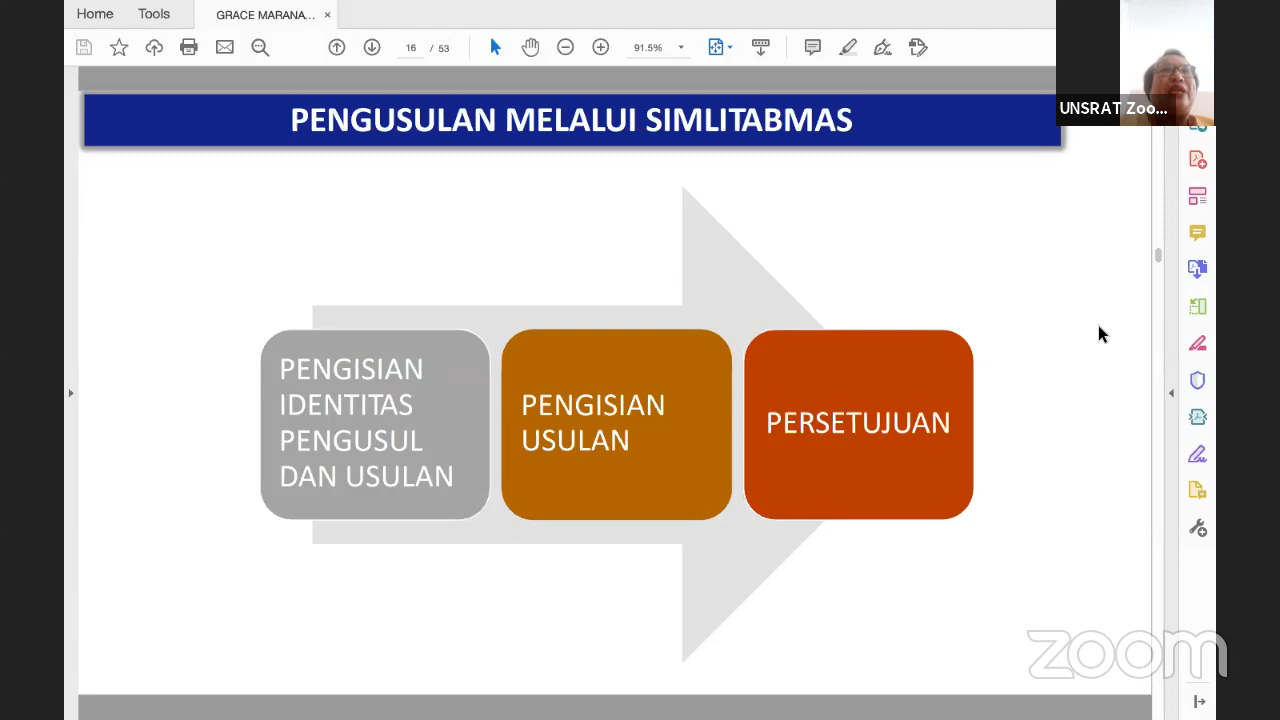 Home Tools GRACE MARANA... ×
16 / 53 91.5%
UNSRAT Zoo...
PENGUSULAN MELALUI SIMLITABMAS
PENGISIAN
IDENTITAS
PENGUSUL
DAN USULAN
PENGISIAN
USULAN
PERSETUJUAN
zoom